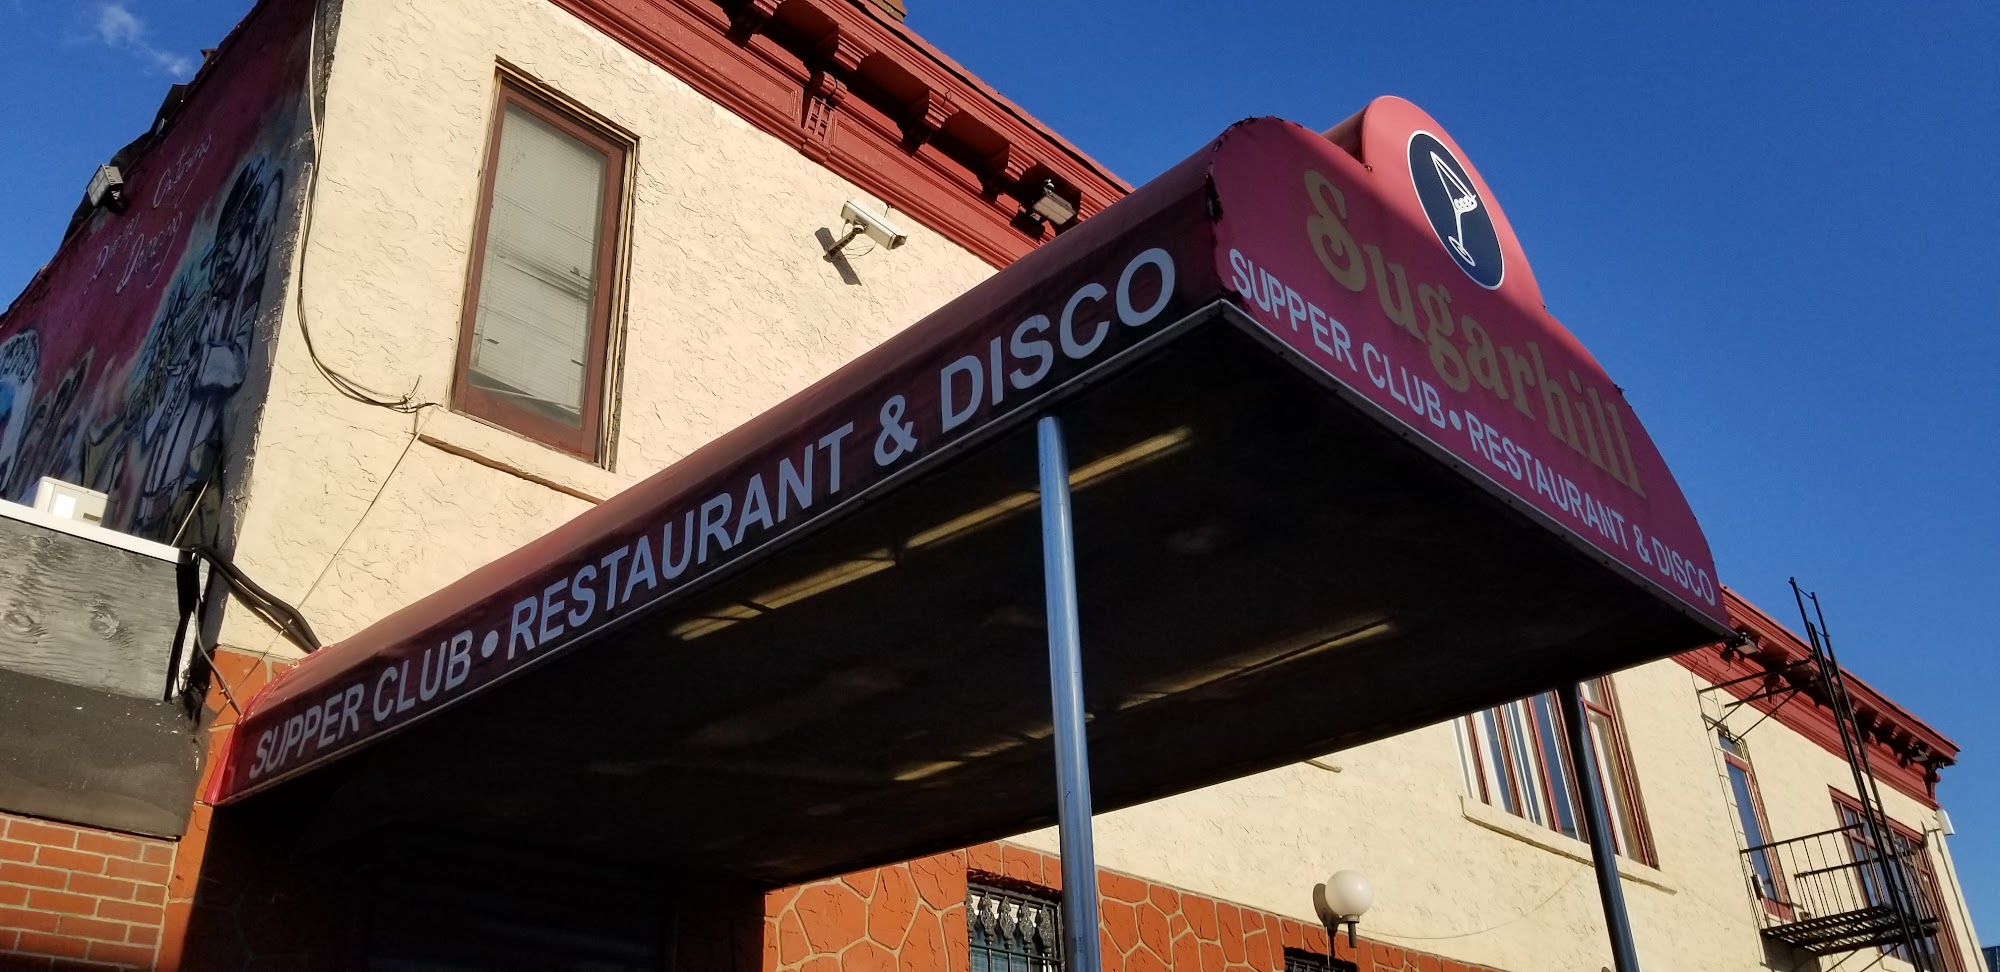 Sugarhill
SUPPER CLUB • RESTAURANT & DISCO
SUPPER CLUB • RESTAURANT & DISCO